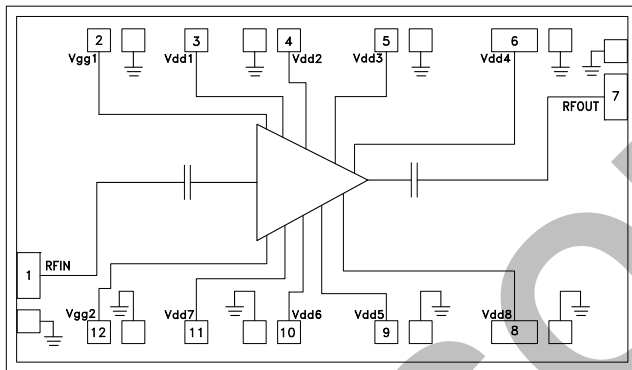 2 3 4 5 6
Vgg1 Vdd1 Vdd2 Vdd3 Vdd4
7
RFOUT
RFIN
1
Vgg2 Vdd7 Vdd6 Vdd5 Vdd8
12 11 10 9 8